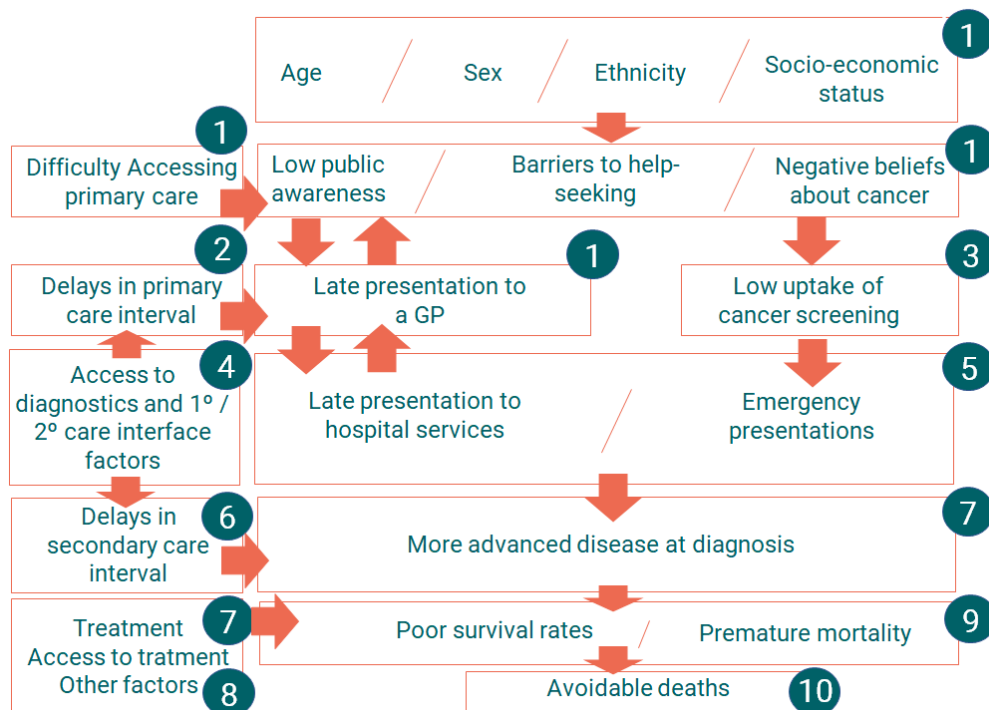 1
Age / Sex / Ethnicity / Socio-economic
status
1
Difficulty Accessing
primary care
Low public
awareness
/
Barriers to help-
seeking
/
Negative beliefs
about cancer
1
2
Delays in primary
care interval
Late presentation to
a GP
1
Low uptake of
cancer screening
3
Access to
diagnostics and 1º /
2º care interface
factors
4
Late presentation to
hospital services
/
Emergency
presentations
5
Delays in
secondary care
interval
6
More advanced disease at diagnosis
7
Treatment
Access to tratment
Other factors
7
8
Poor survival rates / Premature mortality
9
Avoidable deaths
10